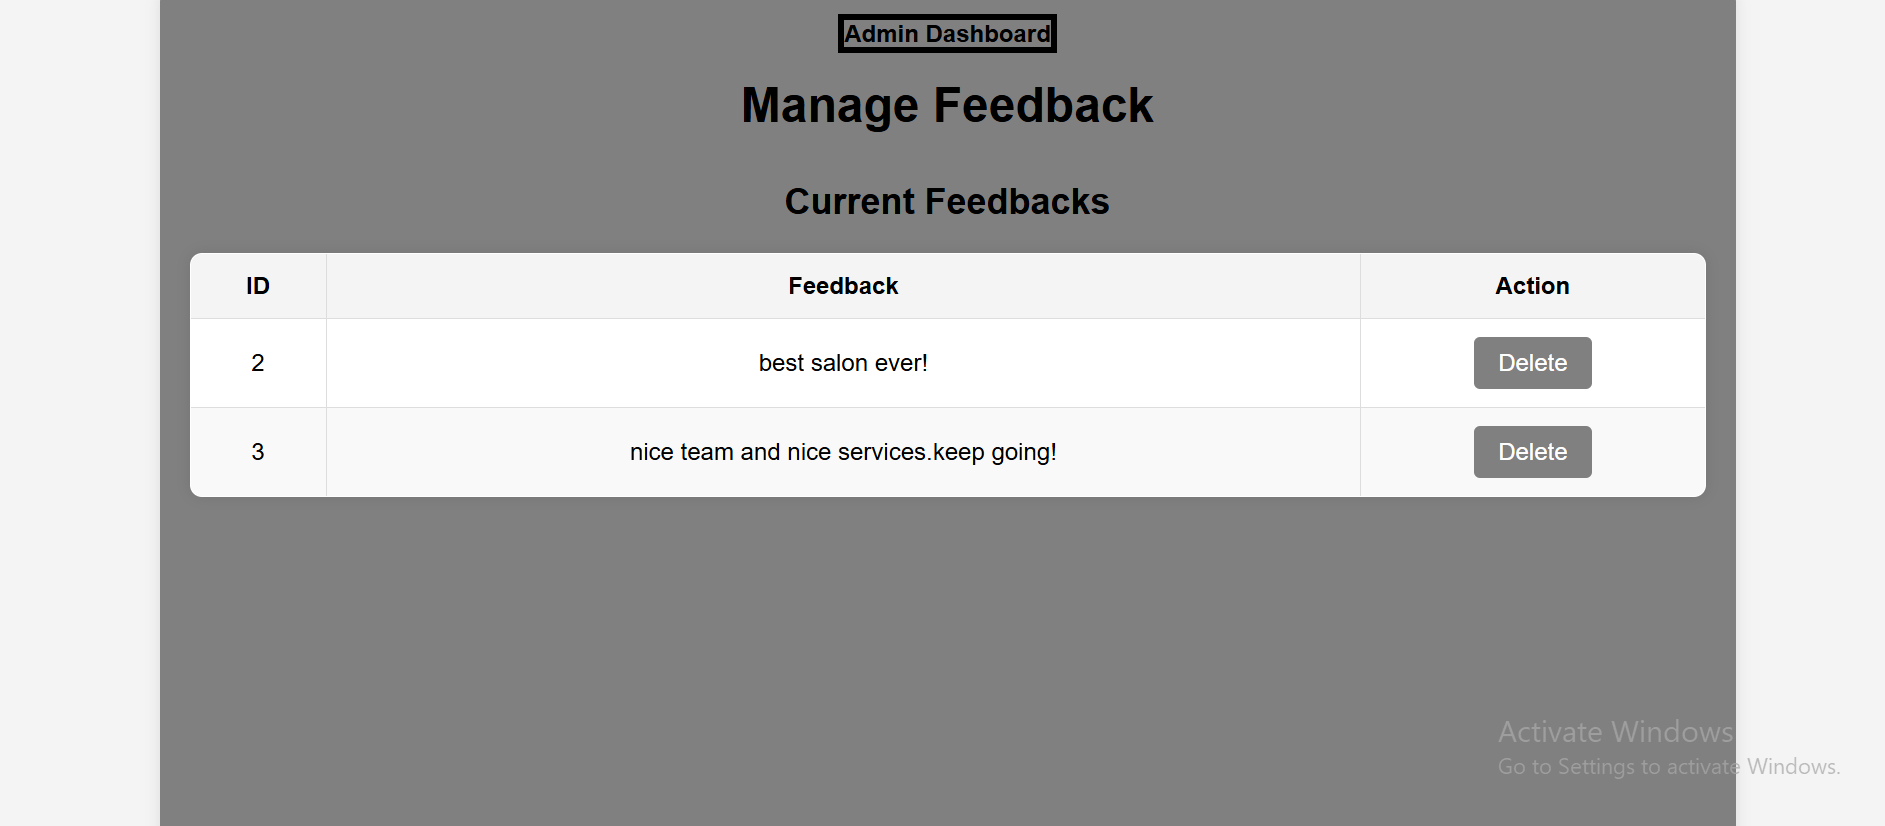 Admin Dashboard
Manage Feedback
Current Feedbacks
ID Feedback Action
2 best salon ever! Delete
3 nice team and nice services.keep going! Delete
Activate Windows
Go to Settings to activate Windows.